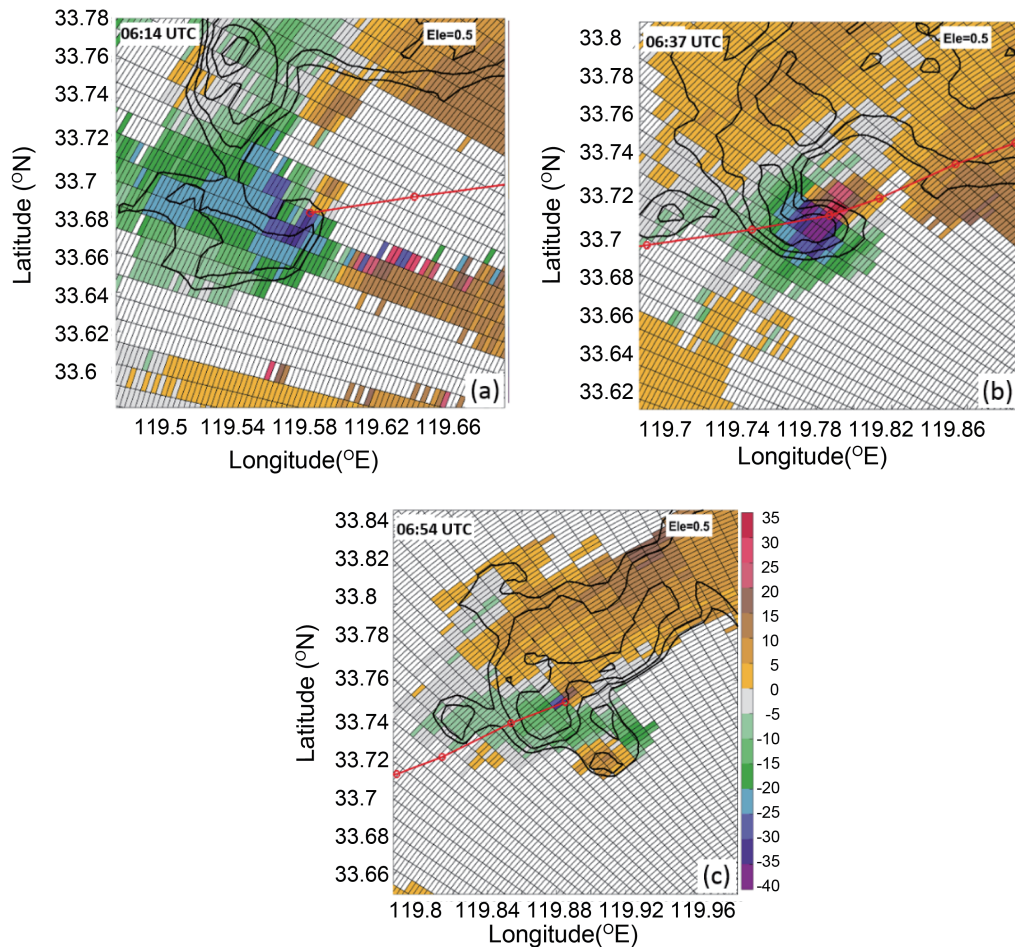 33.78
33.76
33.74
33.72
33.7
33.68
33.66
33.64
33.62
33.6
Latitude (ᴼN)
06:14 UTC
Ele=0.5
(a)
119.5 119.54 119.58 119.62 119.66
Longitude(ᴼE)
33.8
33.78
33.76
33.74
33.72
33.7
33.68
33.66
33.64
33.62
Latitude (ᴼN)
06:37 UTC
Ele=0.5
(b)
119.7 119.74 119.78 119.82 119.86
Longitude(ᴼE)
33.84
33.82
33.8
33.78
33.76
33.74
33.72
33.7
33.68
33.66
Latitude (ᴼN)
06:54 UTC
Ele=0.5
(c)
119.8 119.84 119.88 119.92 119.96
Longitude(ᴼE)
35
30
25
20
15
10
5
0
-5
-10
-15
-20
-25
-30
-35
-40